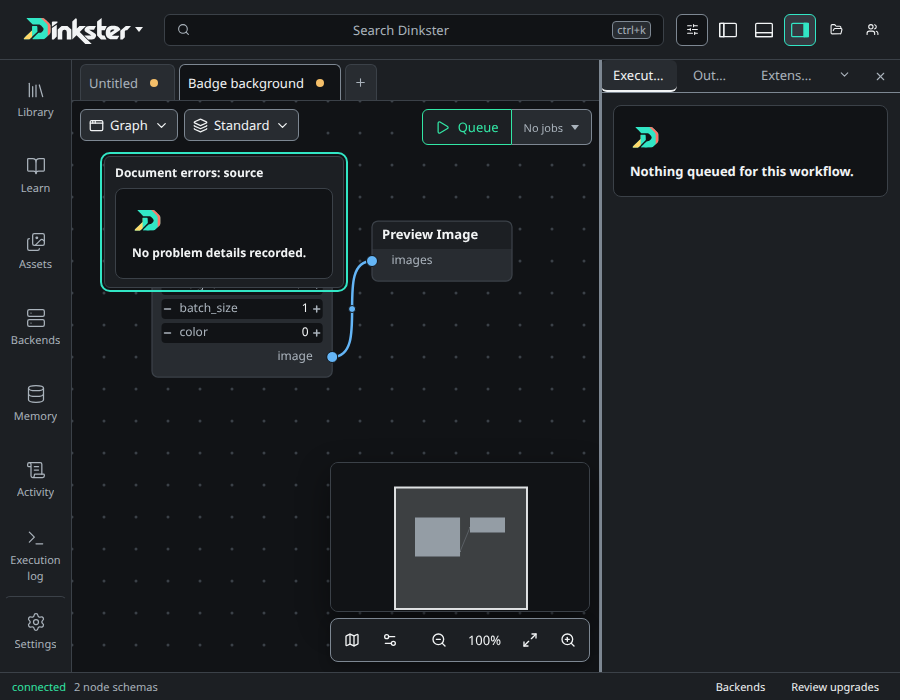 Dinkster
Search Dinkster
ctrl+k
Untitled
Badge background
+
Execut...
Out...
Extens...
Library
Learn
Assets
Backends
Memory
Activity
Execution
log
Settings
Graph
Standard
Queue
No jobs
Document errors: source
No problem details recorded.
Preview Image
images
batch_size
1
color
0
image
Nothing queued for this workflow.
100%
connected
2 node schemas
Backends
Review upgrades